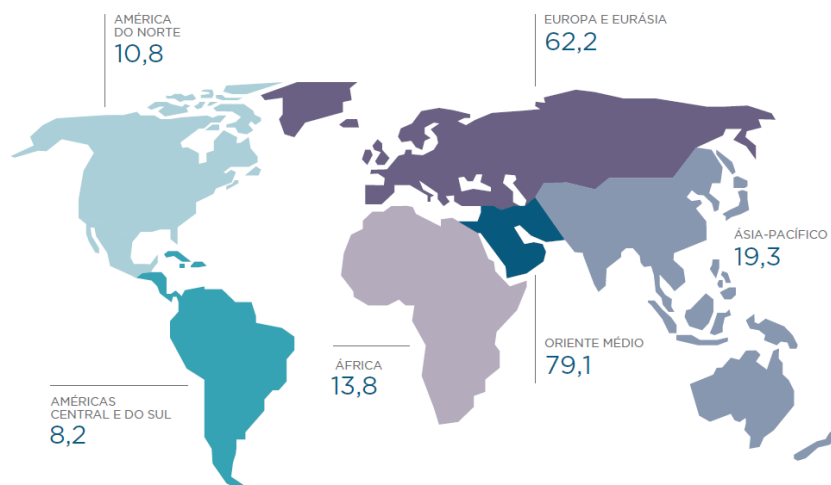 AMÉRICA
DO NORTE
10,8
EUROPA E EURÁSIA
62,2
ÁSIA-PACÍFICO
19,3
ORIENTE MÉDIO
79,1
ÁFRICA
13,8
AMÉRICAS
CENTRAL E DO SUL
8,2